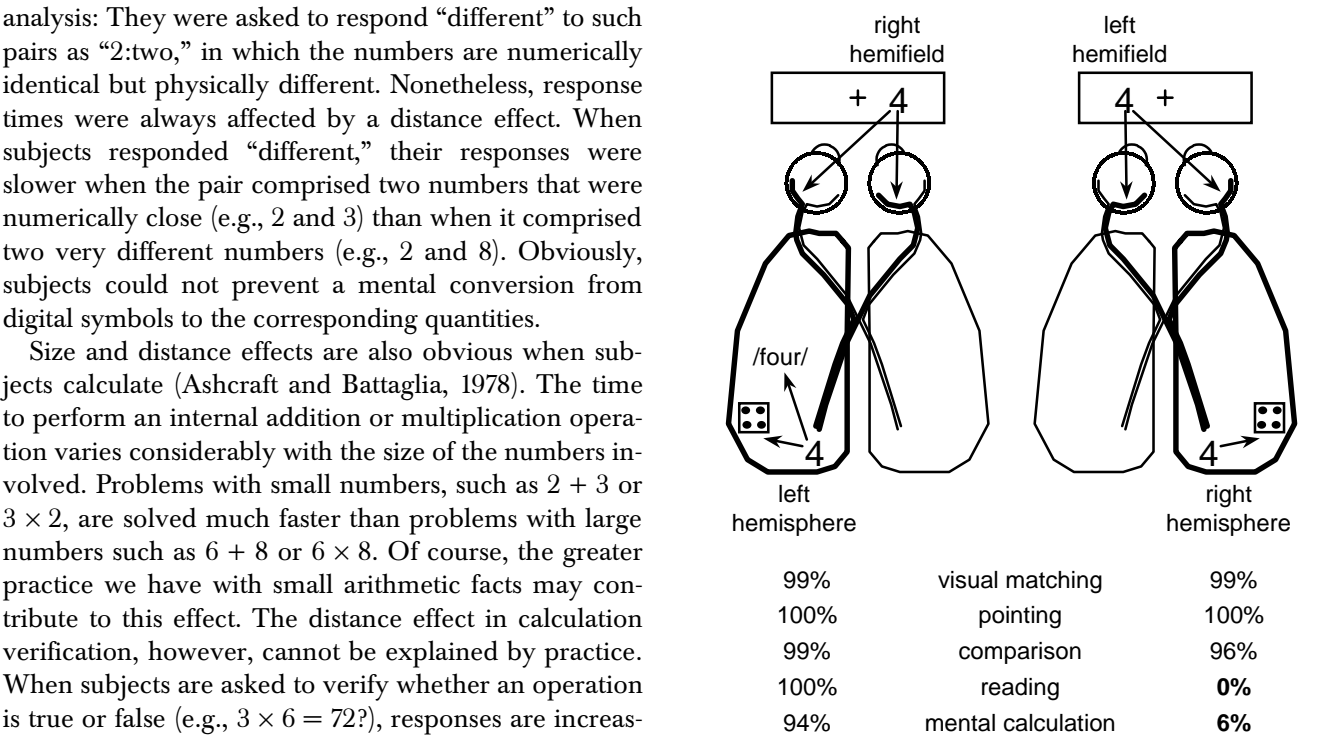 analysis: They were asked to respond “different” to such
pairs as “2:two,” in which the numbers are numerically
identical but physically different. Nonetheless, response
times were always affected by a distance effect. When
subjects responded “different,” their responses were
slower when the pair comprised two numbers that were
numerically close (e.g., 2 and 3) than when it comprised
two very different numbers (e.g., 2 and 8). Obviously,
subjects could not prevent a mental conversion from
digital symbols to the corresponding quantities.
Size and distance effects are also obvious when sub-
jects calculate (Ashcraft and Battaglia, 1978). The time
to perform an internal addition or multiplication opera-
tion varies considerably with the size of the numbers in-
volved. Problems with small numbers, such as 2 + 3 or
3 × 2, are solved much faster than problems with large
numbers such as 6 + 8 or 6 × 8. Of course, the greater
practice we have with small arithmetic facts may con-
tribute to this effect. The distance effect in calculation
verification, however, cannot be explained by practice.
When subjects are asked to verify whether an operation
is true or false (e.g., 3 × 6 = 72?), responses are increas-
right
hemifield
left
hemifield
+ 4
4 +
/four/
4
4
left
hemisphere
right
hemisphere
99% visual matching 99%
100% pointing 100%
99% comparison 96%
100% reading 0%
94% mental calculation 6%